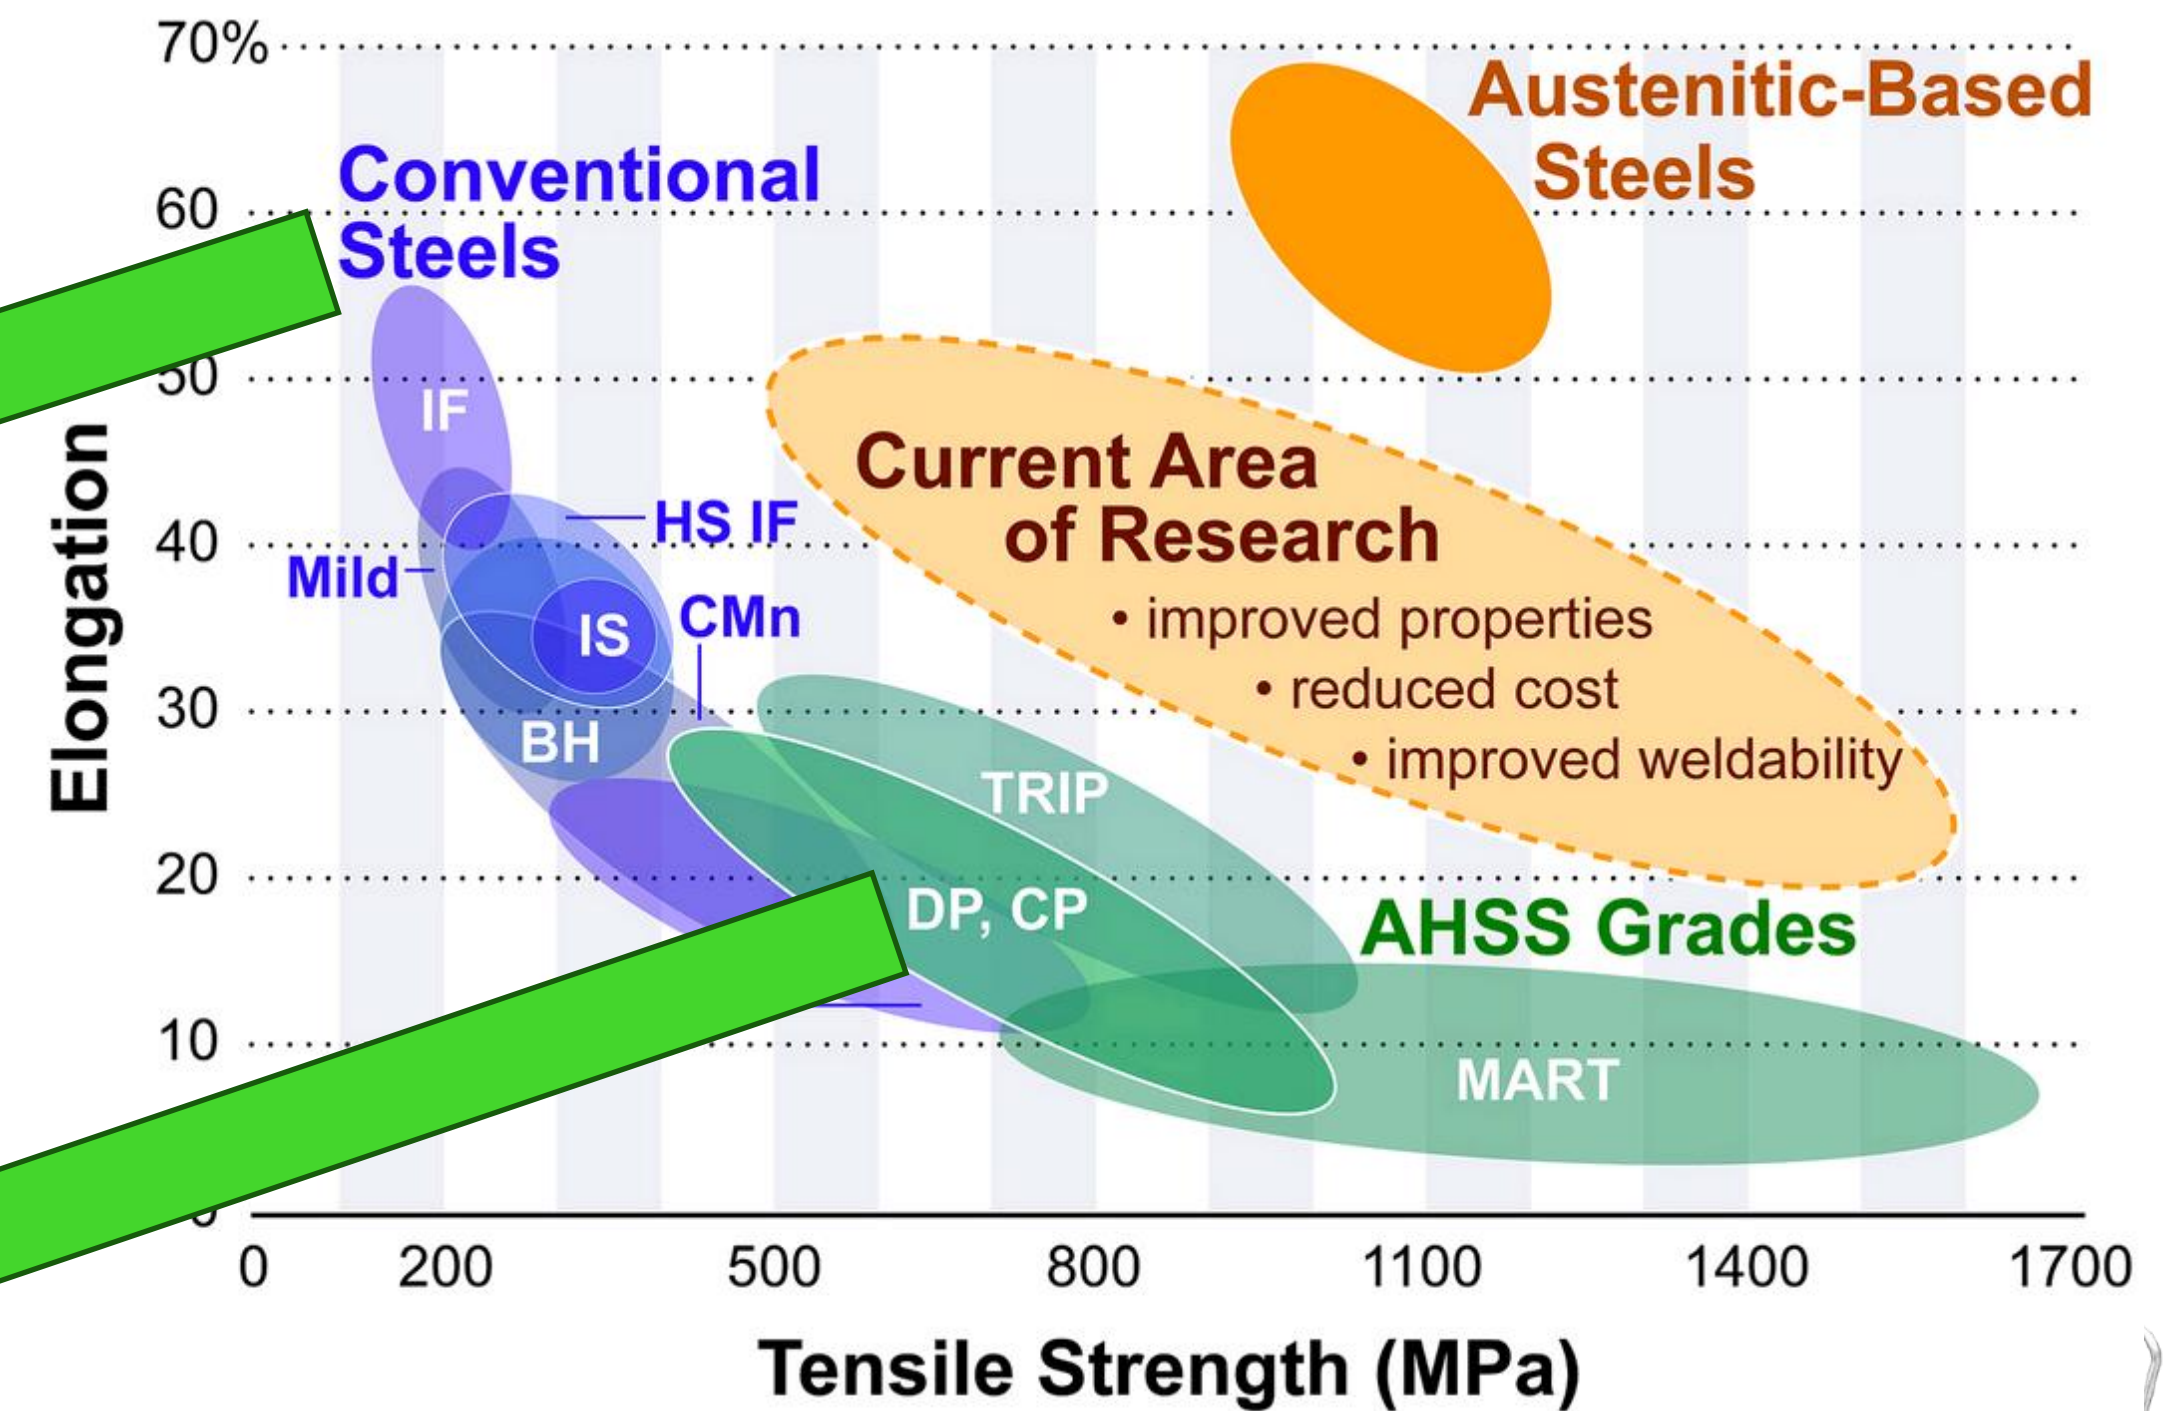 70%
Austenitic-Based
Steels
Conventional
Steels
60
50
IF
Current Area
of Research
HS IF
40
Mild
CMn
IS
• improved properties
• reduced cost
30
BH
• improved weldability
TRIP
20
DP, CP
AHSS Grades
10
MART
Elongation
0 200 500 800 1100 1400 1700
Tensile Strength (MPa)